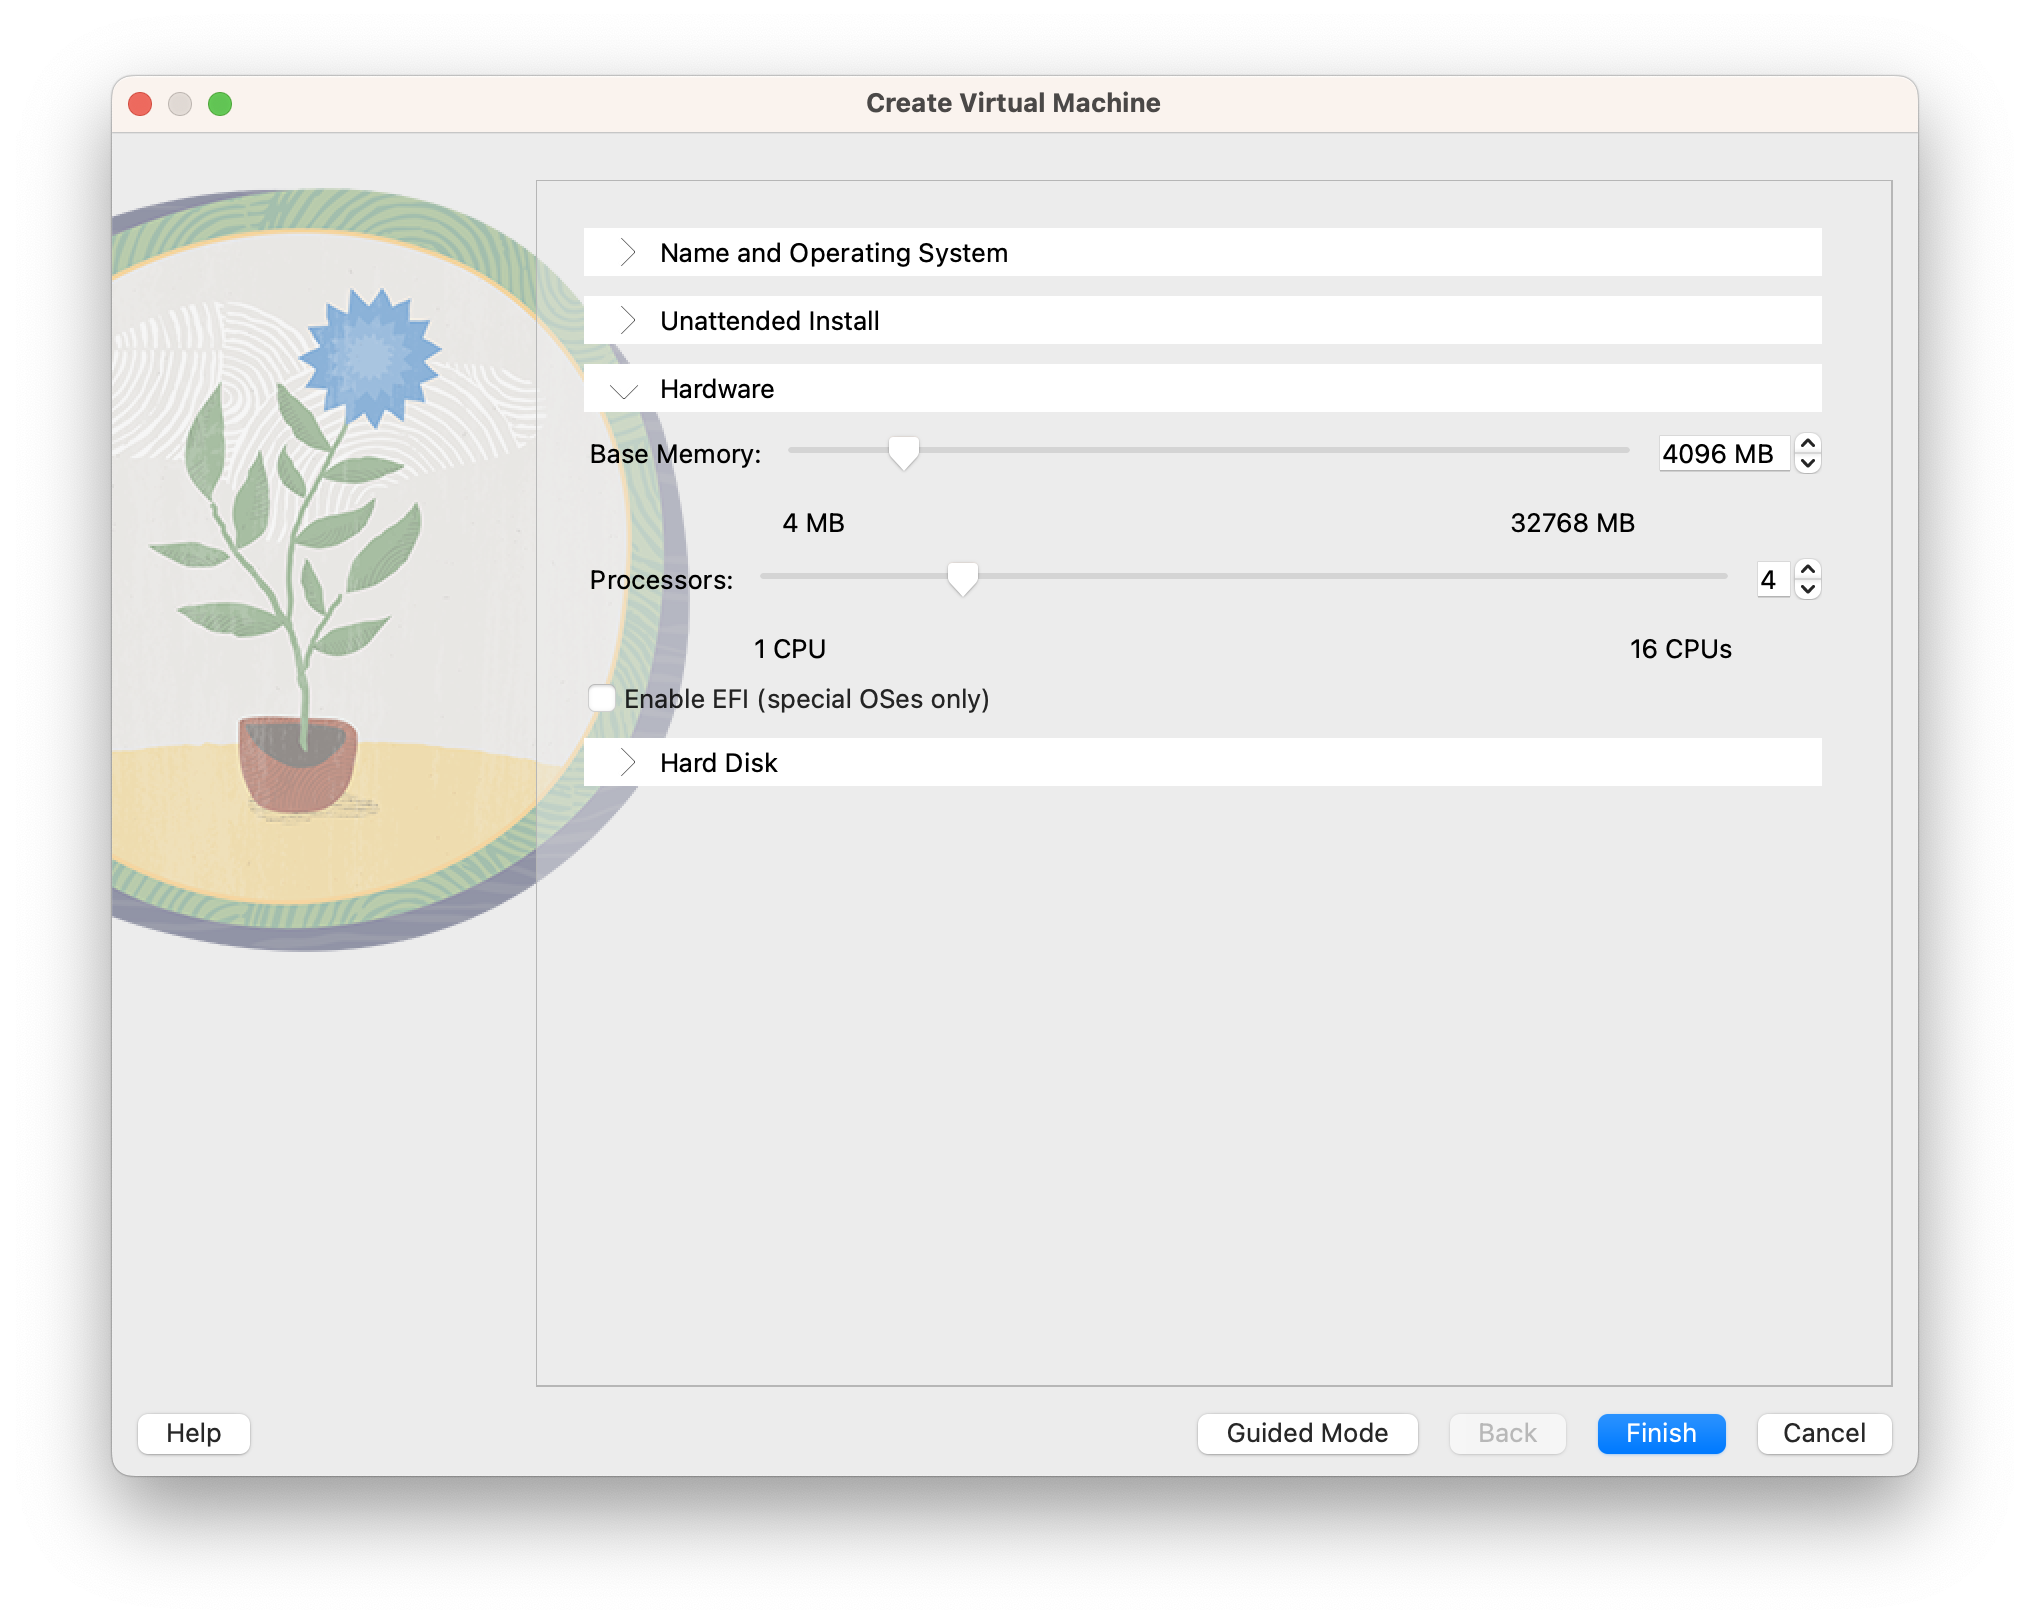 Create Virtual Machine
Name and Operating System
Unattended Install
Hardware
Base Memory: 4096 MB
4 MB 32768 MB
Processors: 4
1 CPU 16 CPUs
Enable EFI (special OSes only)
Hard Disk
Help Guided Mode Back Finish Cancel